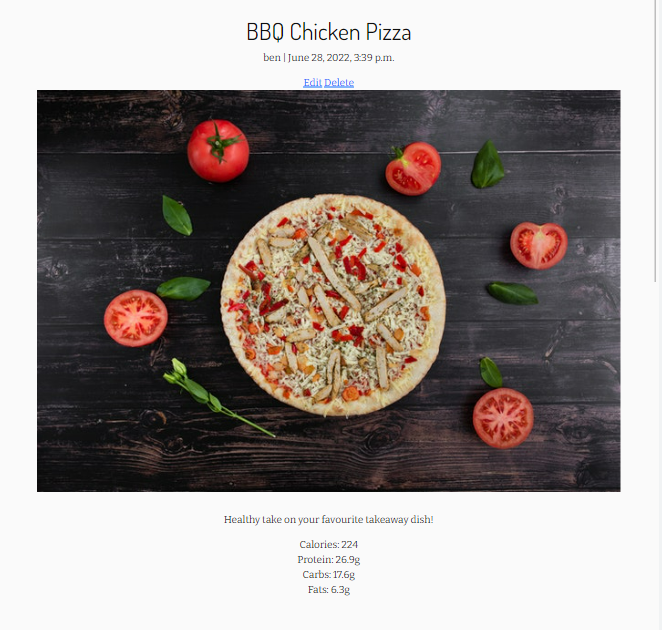 BBQ Chicken Pizza
ben | June 28, 2022, 3:39 p.m.
Edit Delete
Healthy take on your favourite takeaway dish!
Calories: 224
Protein: 26.9g
Carbs: 17.6g
Fats: 6.3g